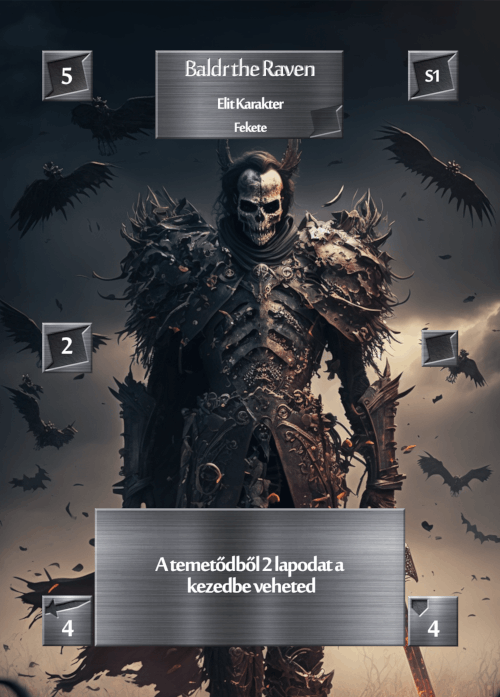 5
Baldr the Raven
S1
Elit Karakter
Fekete
2
A temetődből 2 lapodat a
kezedbe veheted
4
4